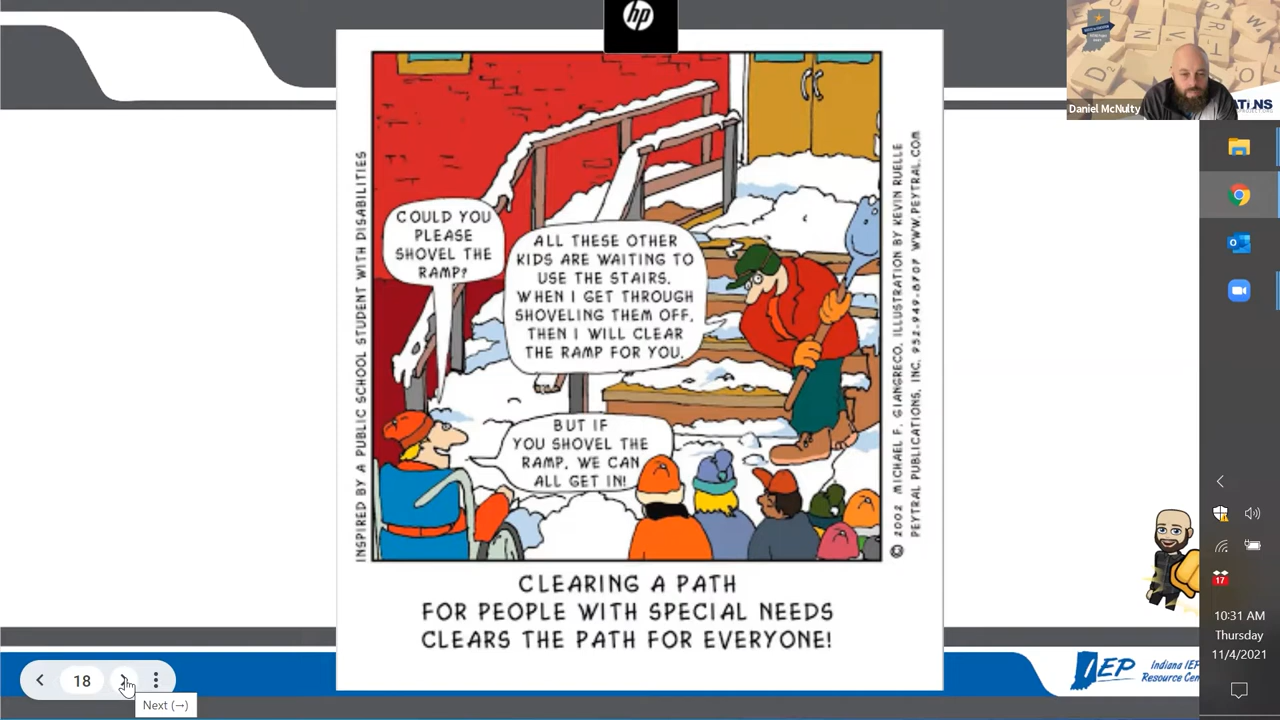 hp
Daniel McNulty
INSPIRED BY A PUBLIC SCHOOL STUDENT WITH DISABILITIES
COULD YOU
PLEASE
SHOVEL THE
RAMP?
ALL THESE OTHER
KIDS ARE WAITING TO
USE THE STAIRS.
WHEN I GET THROUGH
SHOVELING THEM OFF,
THEN I WILL CLEAR
THE RAMP FOR YOU.
BUT IF
YOU SHOVEL THE
RAMP, WE CAN
ALL GET IN!
© 2002 MICHAEL F. GIANGRECO, ILLUSTRATION BY KEVIN RUELLE
PEYTRAL PUBLICATIONS, INC. 952-949-8707 WWW.PEYTRAL.COM
CLEARING A PATH
FOR PEOPLE WITH SPECIAL NEEDS
CLEARS THE PATH FOR EVERYONE!
17
10:31 AM
Thursday
11/4/2021
18
Next (→)
IEP
Indiana IEP
Resource Cen